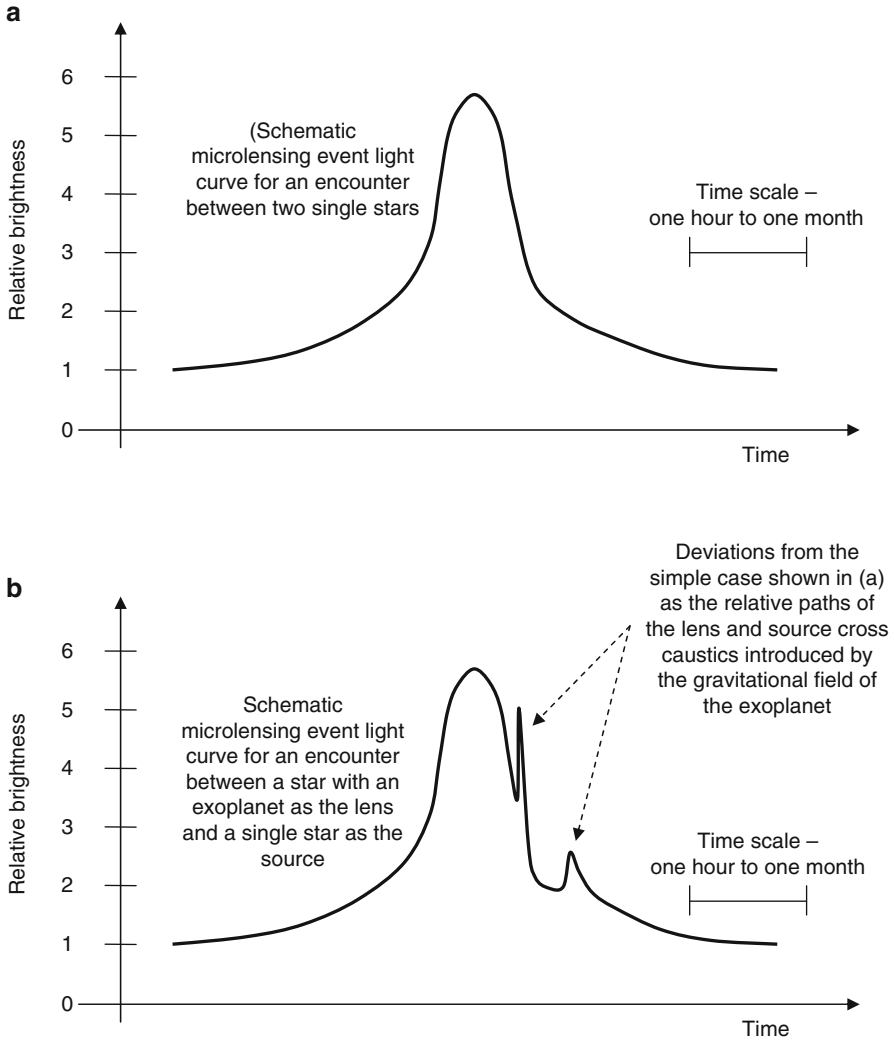 a
6
5
4
3
2
1
0
Relative brightness
(Schematic
microlensing event light
curve for an encounter
between two single stars
Time scale –
one hour to one month
Time
b
6
5
4
3
2
1
0
Relative brightness
Schematic
microlensing event light
curve for an encounter
between a star with an
exoplanet as the lens
and a single star as the
source
Deviations from the
simple case shown in (a)
as the relative paths of
the lens and source cross
caustics introduced by
the gravitational field of
the exoplanet
Time scale –
one hour to one month
Time